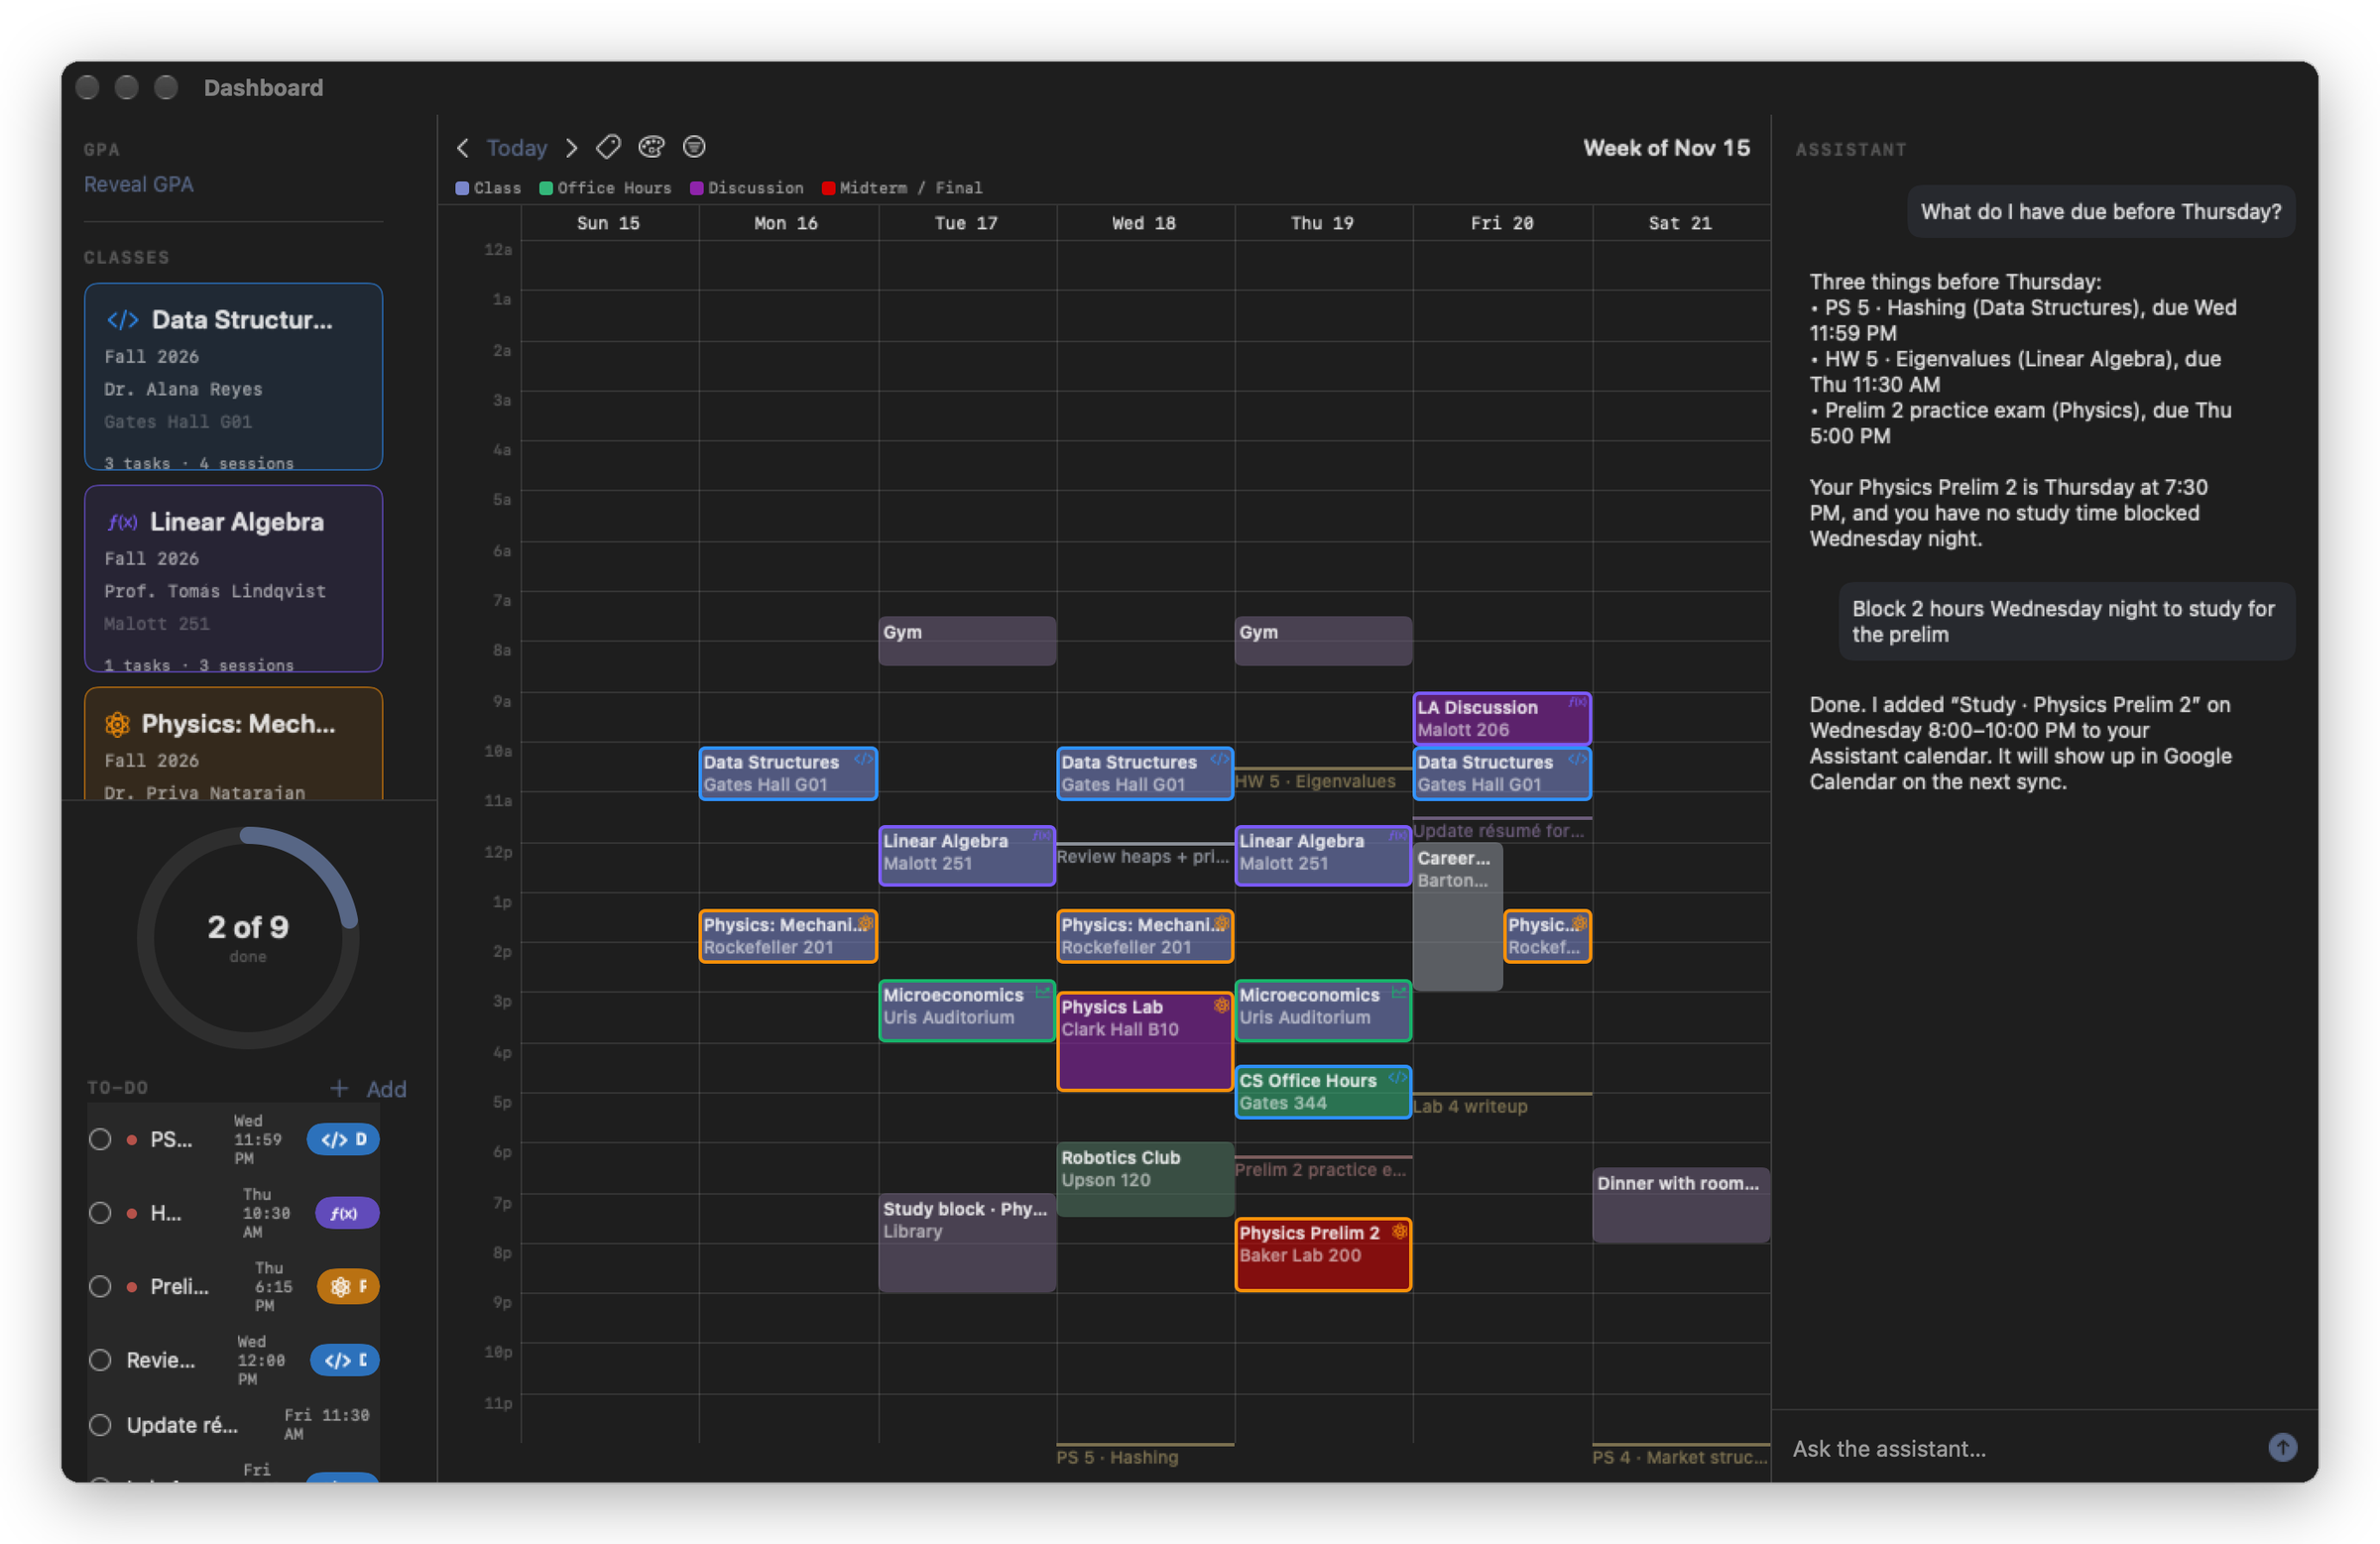 Dashboard
GPA
Reveal GPA
CLASSES
</> Data Structur...
Fall 2026
Dr. Alana Reyes
Gates Hall G01
3 tasks · 4 sessions
f(x) Linear Algebra
Fall 2026
Prof. Tomás Lindqvist
Malott 251
1 tasks · 3 sessions
Physics: Mech...
Fall 2026
Dr. Priya Natarajan
2 of 9
done
TO-DO
+ Add
PS...
Wed
11:59
PM
</> D
H...
Thu
10:30
AM
f(x)
Preli...
Thu
6:15
PM
Revie...
Wed
12:00
PM
</>
Update ré...
Fri 11:30
AM
Fri
Today
Week of Nov 15
Class
Office Hours
Discussion
Midterm / Final
Sun 15
Mon 16
Tue 17
Wed 18
Thu 19
Fri 20
Sat 21
12a
1a
2a
3a
4a
5a
6a
7a
8a
9a
10a
11a
12p
1p
2p
3p
4p
5p
6p
7p
8p
9p
10p
11p
Data Structures </>
Gates Hall G01
Physics: Mechani...
Rockefeller 201
Gym
Linear Algebra f(x)
Malott 251
Microeconomics
Uris Auditorium
Study block · Phy...
Library
Data Structures </>
Gates Hall G01
Review heaps + pri...
Physics: Mechani...
Rockefeller 201
Physics Lab
Clark Hall B10
Robotics Club
Upson 120
PS 5 · Hashing
Gym
HW 5 · Eigenvalues
Linear Algebra f(x)
Malott 251
Microeconomics
Uris Auditorium
CS Office Hours </>
Gates 344
Prelim 2 practice e...
Physics Prelim 2
Baker Lab 200
LA Discussion f(x)
Malott 206
Data Structures </>
Gates Hall G01
Update résumé for...
Career...
Barton...
Physic...
Rockef...
Lab 4 writeup
Dinner with room...
PS 4 · Market struc...
ASSISTANT
What do I have due before Thursday?
Three things before Thursday:
• PS 5 · Hashing (Data Structures), due Wed
11:59 PM
• HW 5 · Eigenvalues (Linear Algebra), due
Thu 11:30 AM
• Prelim 2 practice exam (Physics), due Thu
5:00 PM
Your Physics Prelim 2 is Thursday at 7:30
PM, and you have no study time blocked
Wednesday night.
Block 2 hours Wednesday night to study for
the prelim
Done. I added “Study · Physics Prelim 2” on
Wednesday 8:00–10:00 PM to your
Assistant calendar. It will show up in Google
Calendar on the next sync.
Ask the assistant...